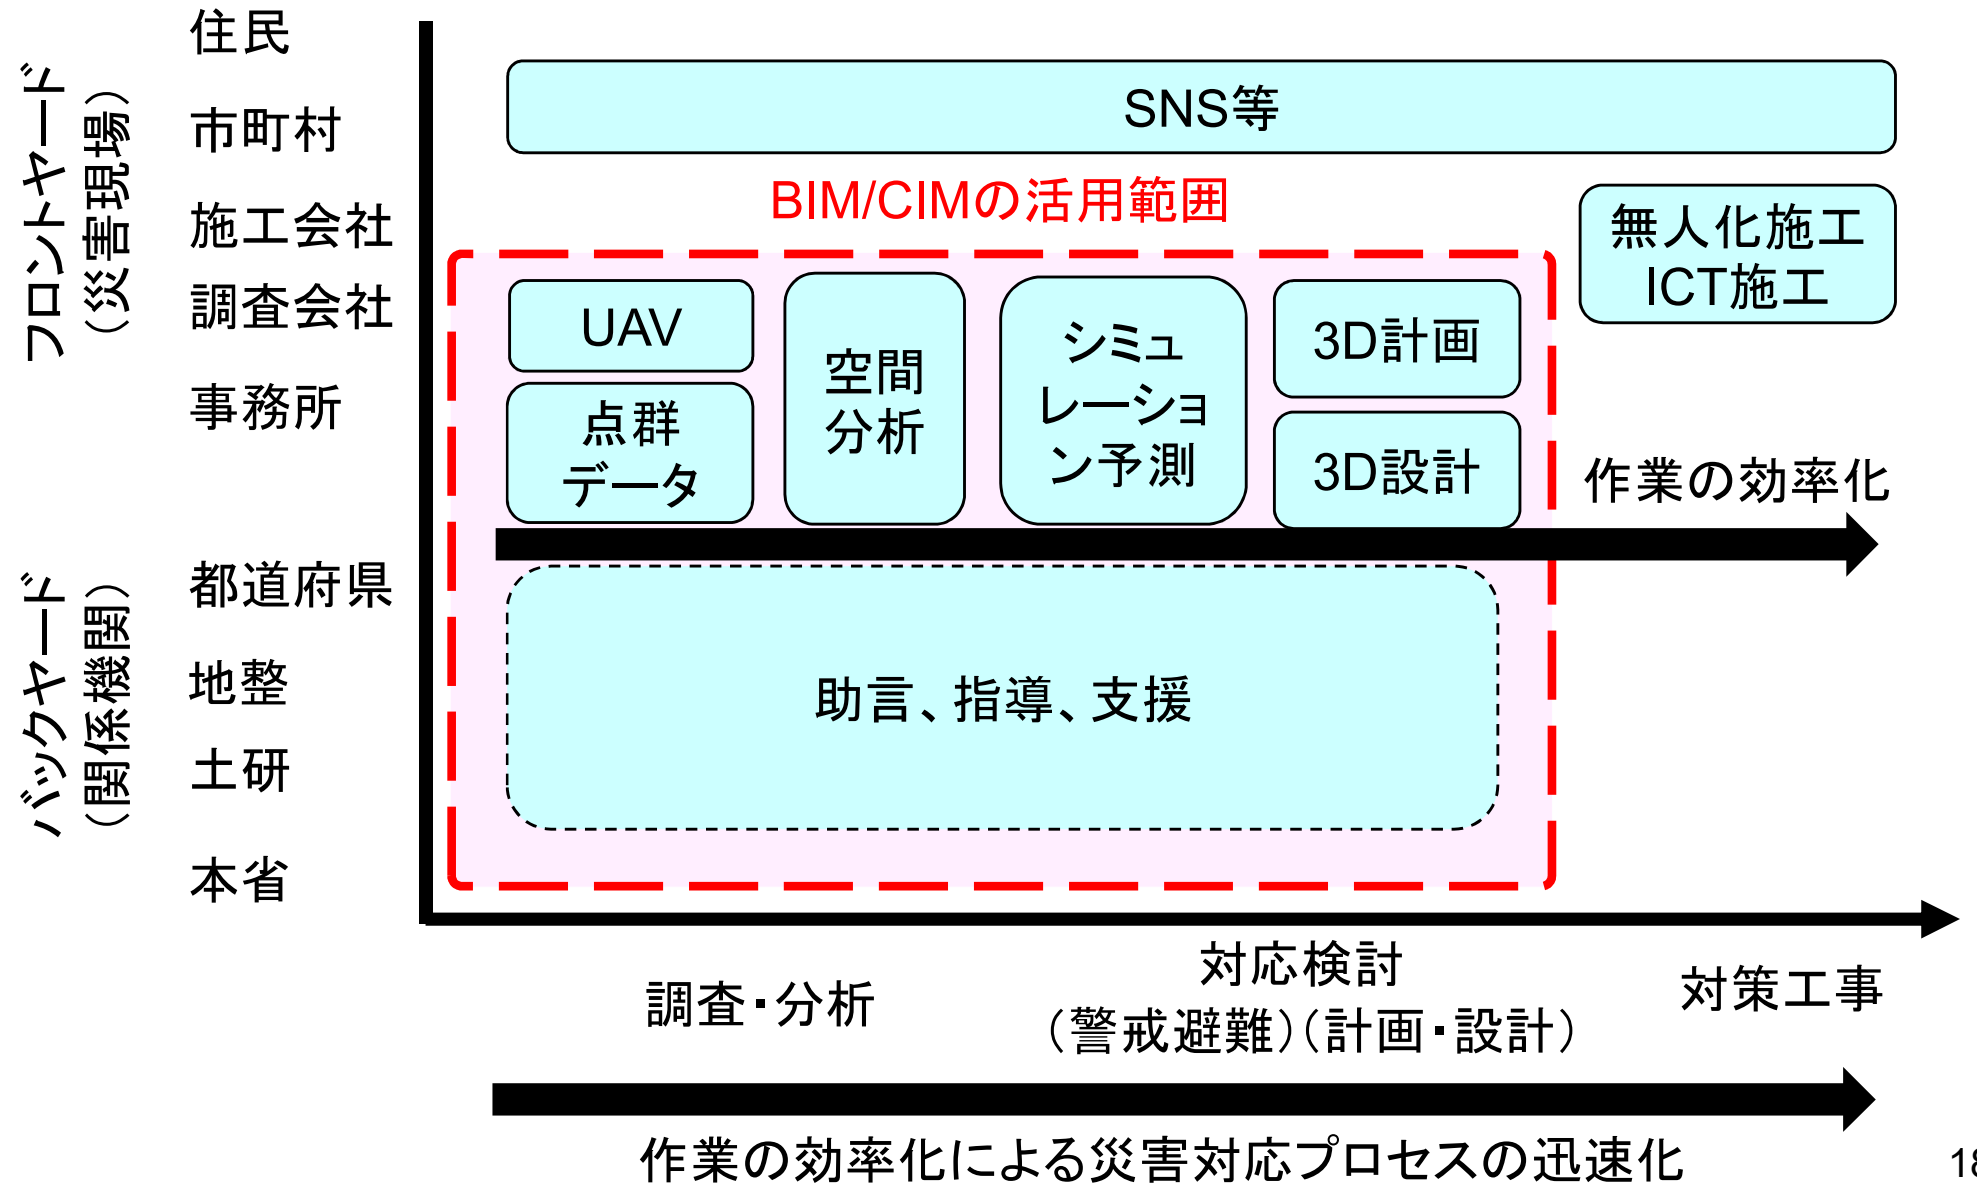 フロントヤード
（災害現場）
住民
市町村
施工会社
調査会社
事務所
バックヤード
（関係機関）
都道府県
地整
土研
本省
SNS等
BIM/CIMの活用範囲
無人化施工
ICT施工
UAV
点群
データ
空間
分析
シミュ
レーショ
ン予測
3D計画
3D設計
作業の効率化
助言、指導、支援
調査・分析
対応検討
（警戒避難）（計画・設計）
対策工事
作業の効率化による災害対応プロセスの迅速化
18